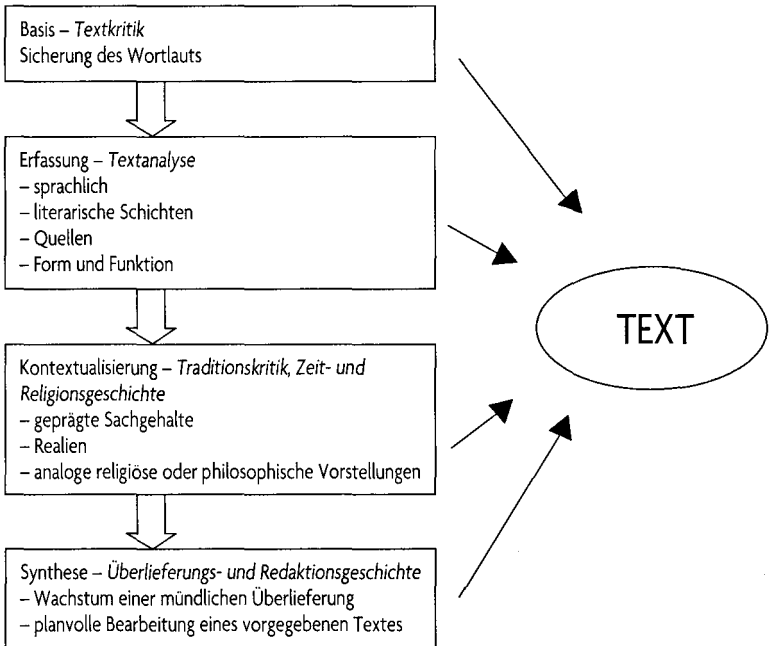 Basis – Textkritik
Sicherung des Wortlauts
Erfassung – Textanalyse
– sprachlich
– literarische Schichten
– Quellen
– Form und Funktion
Kontextualisierung – Traditionskritik, Zeit- und
Religionsgeschichte
– geprägte Sachgehalte
– Realien
– analoge religiöse oder philosophische Vorstellungen
Synthese – Überlieferungs- und Redaktionsgeschichte
– Wachstum einer mündlichen Überlieferung
– planvolle Bearbeitung eines vorgegebenen Textes
TEXT